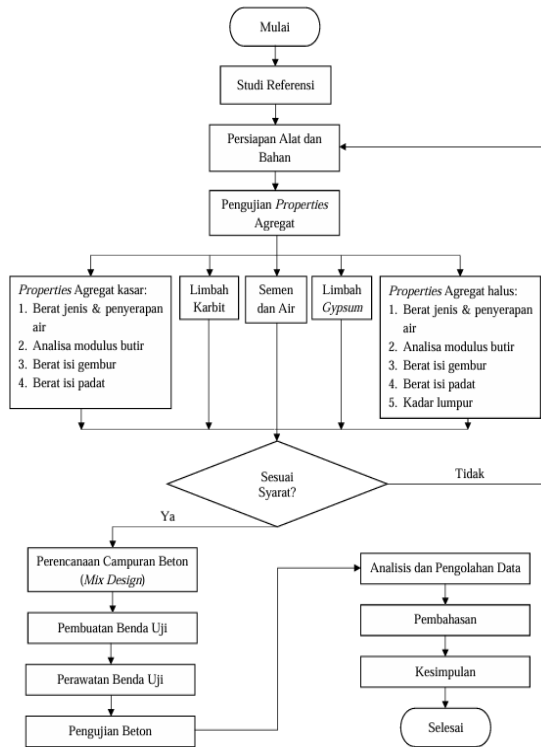 Mulai
Studi Referensi
Persiapan Alat dan
Bahan
Pengujian Properties
Agregat
Properties Agregat kasar:
1. Berat jenis & penyerapan
air
2. Analisa modulus butir
3. Berat isi gembur
4. Berat isi padat
Limbah
Karbit
Semen
dan Air
Limbah
Gypsum
Properties Agregat halus:
1. Berat jenis & penyerapan
air
2. Analisa modulus butir
3. Berat isi gembur
4. Berat isi padat
5. Kadar lumpur
Sesuai
Syarat?
Tidak
Ya
Perencanaan Campuran Beton
(Mix Design)
Pembuatan Benda Uji
Perawatan Benda Uji
Pengujian Beton
Analisis dan Pengolahan Data
Pembahasan
Kesimpulan
Selesai